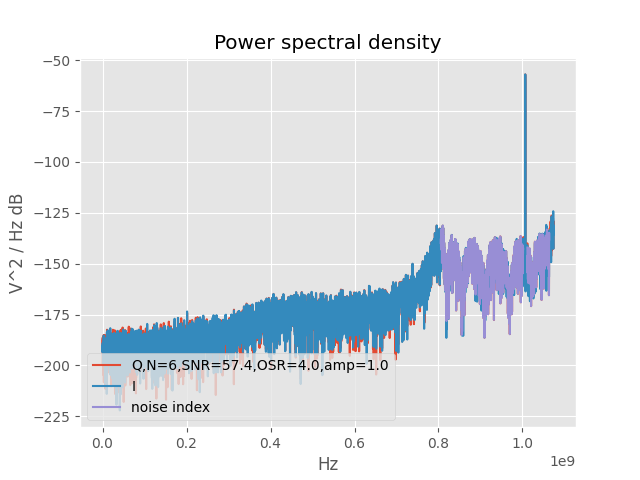 Power spectral density
V^2 / Hz dB
−50
−75
−100
−125
−150
−175
−200
−225
Q,N=6,SNR=57.4,OSR=4.0,amp=1.0
I
noise index
0.0 0.2 0.4 0.6 0.8 1.0
1e9
Hz